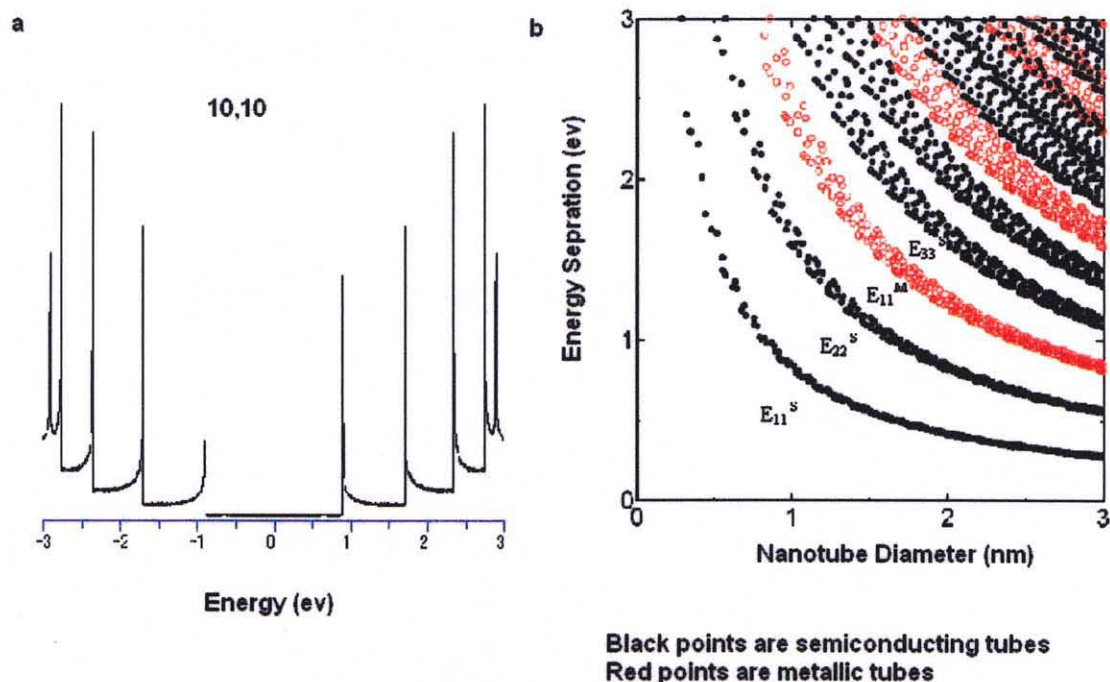 a
10,10
-3 -2 -1 0 1 2 3
Energy (ev)
b
3
2
1
0
Energy Sepration (ev)
E33S
E11M
E22S
E11S
0 1 2 3
Nanotube Diameter (nm)
Black points are semiconducting tubes
Red points are metallic tubes